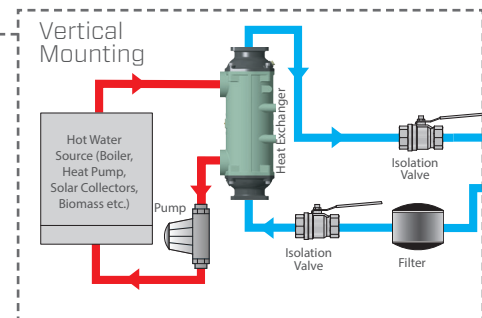 Vertical
Mounting
Hot Water
Source (Boiler,
Heat Pump,
Solar Collectors,
Biomass etc.)
Pump
Heat Exchanger
Isolation
Valve
Isolation
Valve
Filter